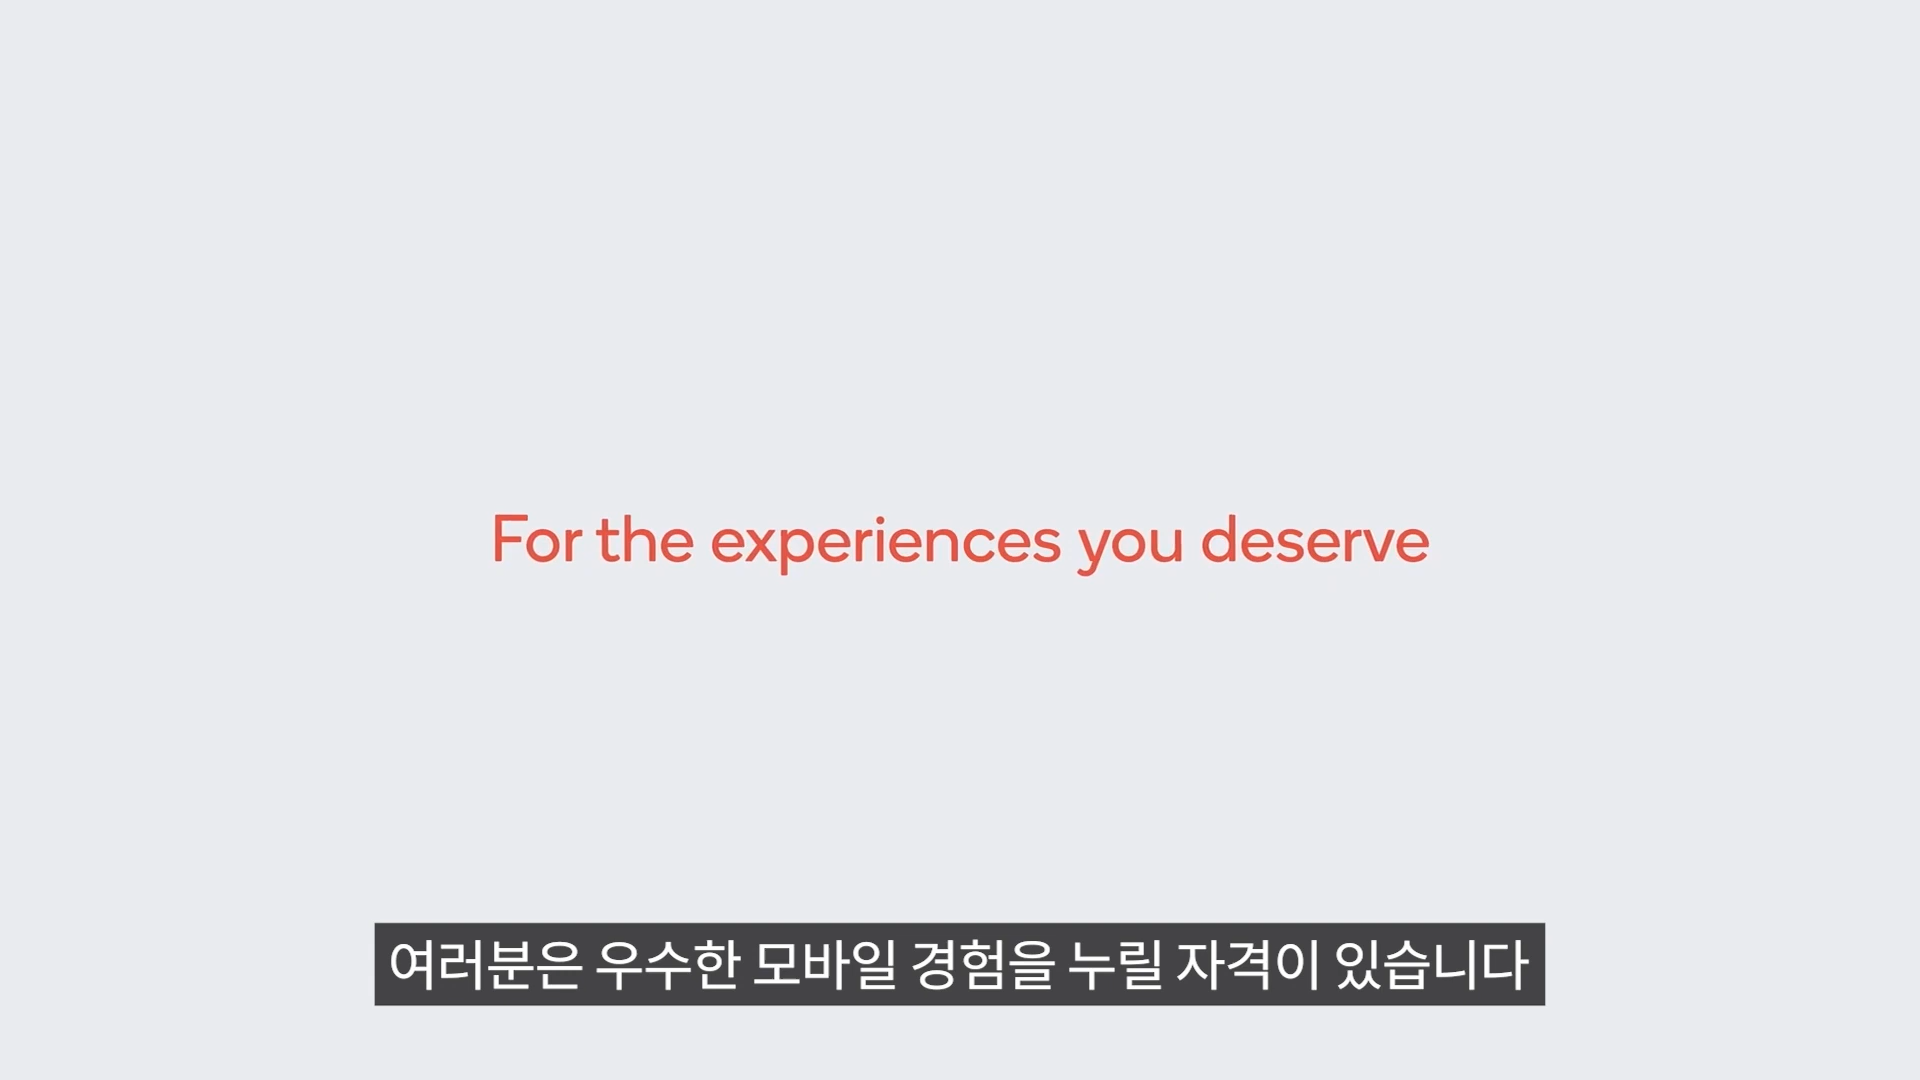 For the experiences you deserve
여러분은 우수한 모바일 경험을 누릴 자격이 있습니다